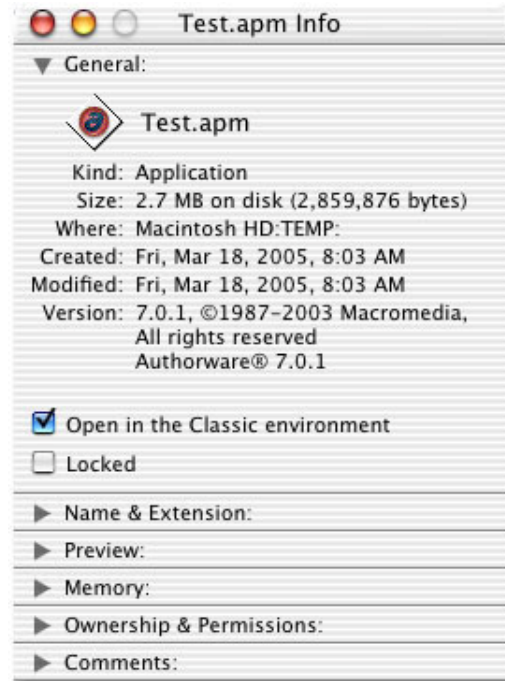 Test.apm Info
General:
Test.apm
Kind: Application
Size: 2.7 MB on disk (2,859,876 bytes)
Where: Macintosh HD:TEMP:
Created: Fri, Mar 18, 2005, 8:03 AM
Modified: Fri, Mar 18, 2005, 8:03 AM
Version: 7.0.1, ©1987-2003 Macromedia,
All rights reserved
Authorware® 7.0.1
Open in the Classic environment
Locked
Name & Extension:
Preview:
Memory:
Ownership & Permissions:
Comments: